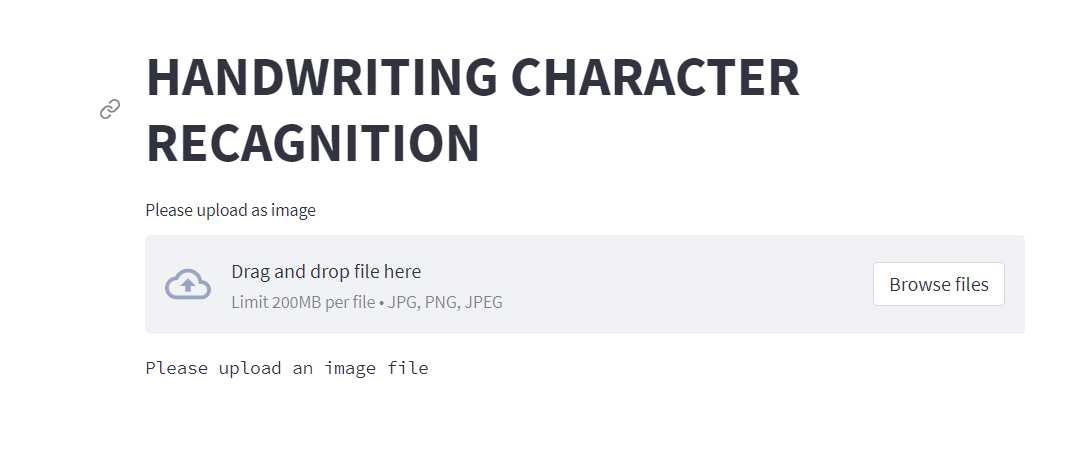 HANDWRITING CHARACTER
RECAGNITION
Please upload as image
Drag and drop file here
Limit 200MB per file • JPG, PNG, JPEG
Browse files
Please upload an image file